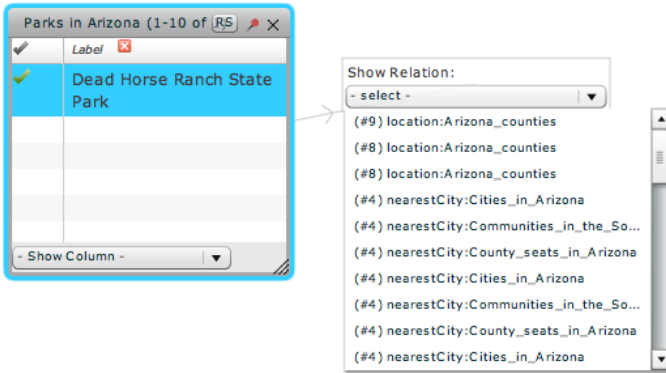 Parks in Arizona (1-10 of RS
Label
Dead Horse Ranch State
Park
- Show Column -
Show Relation:
- select -
(#9) location:Arizona_counties
(#8) location:Arizona_counties
(#8) location:Arizona_counties
(#4) nearestCity:Cities_in_Arizona
(#4) nearestCity:Communities_in_the_So...
(#4) nearestCity:County_seats_in_Arizona
(#4) nearestCity:Cities_in_Arizona
(#4) nearestCity:Communities_in_the_So...
(#4) nearestCity:County_seats_in_Arizona
(#4) nearestCity:Cities_in_Arizona